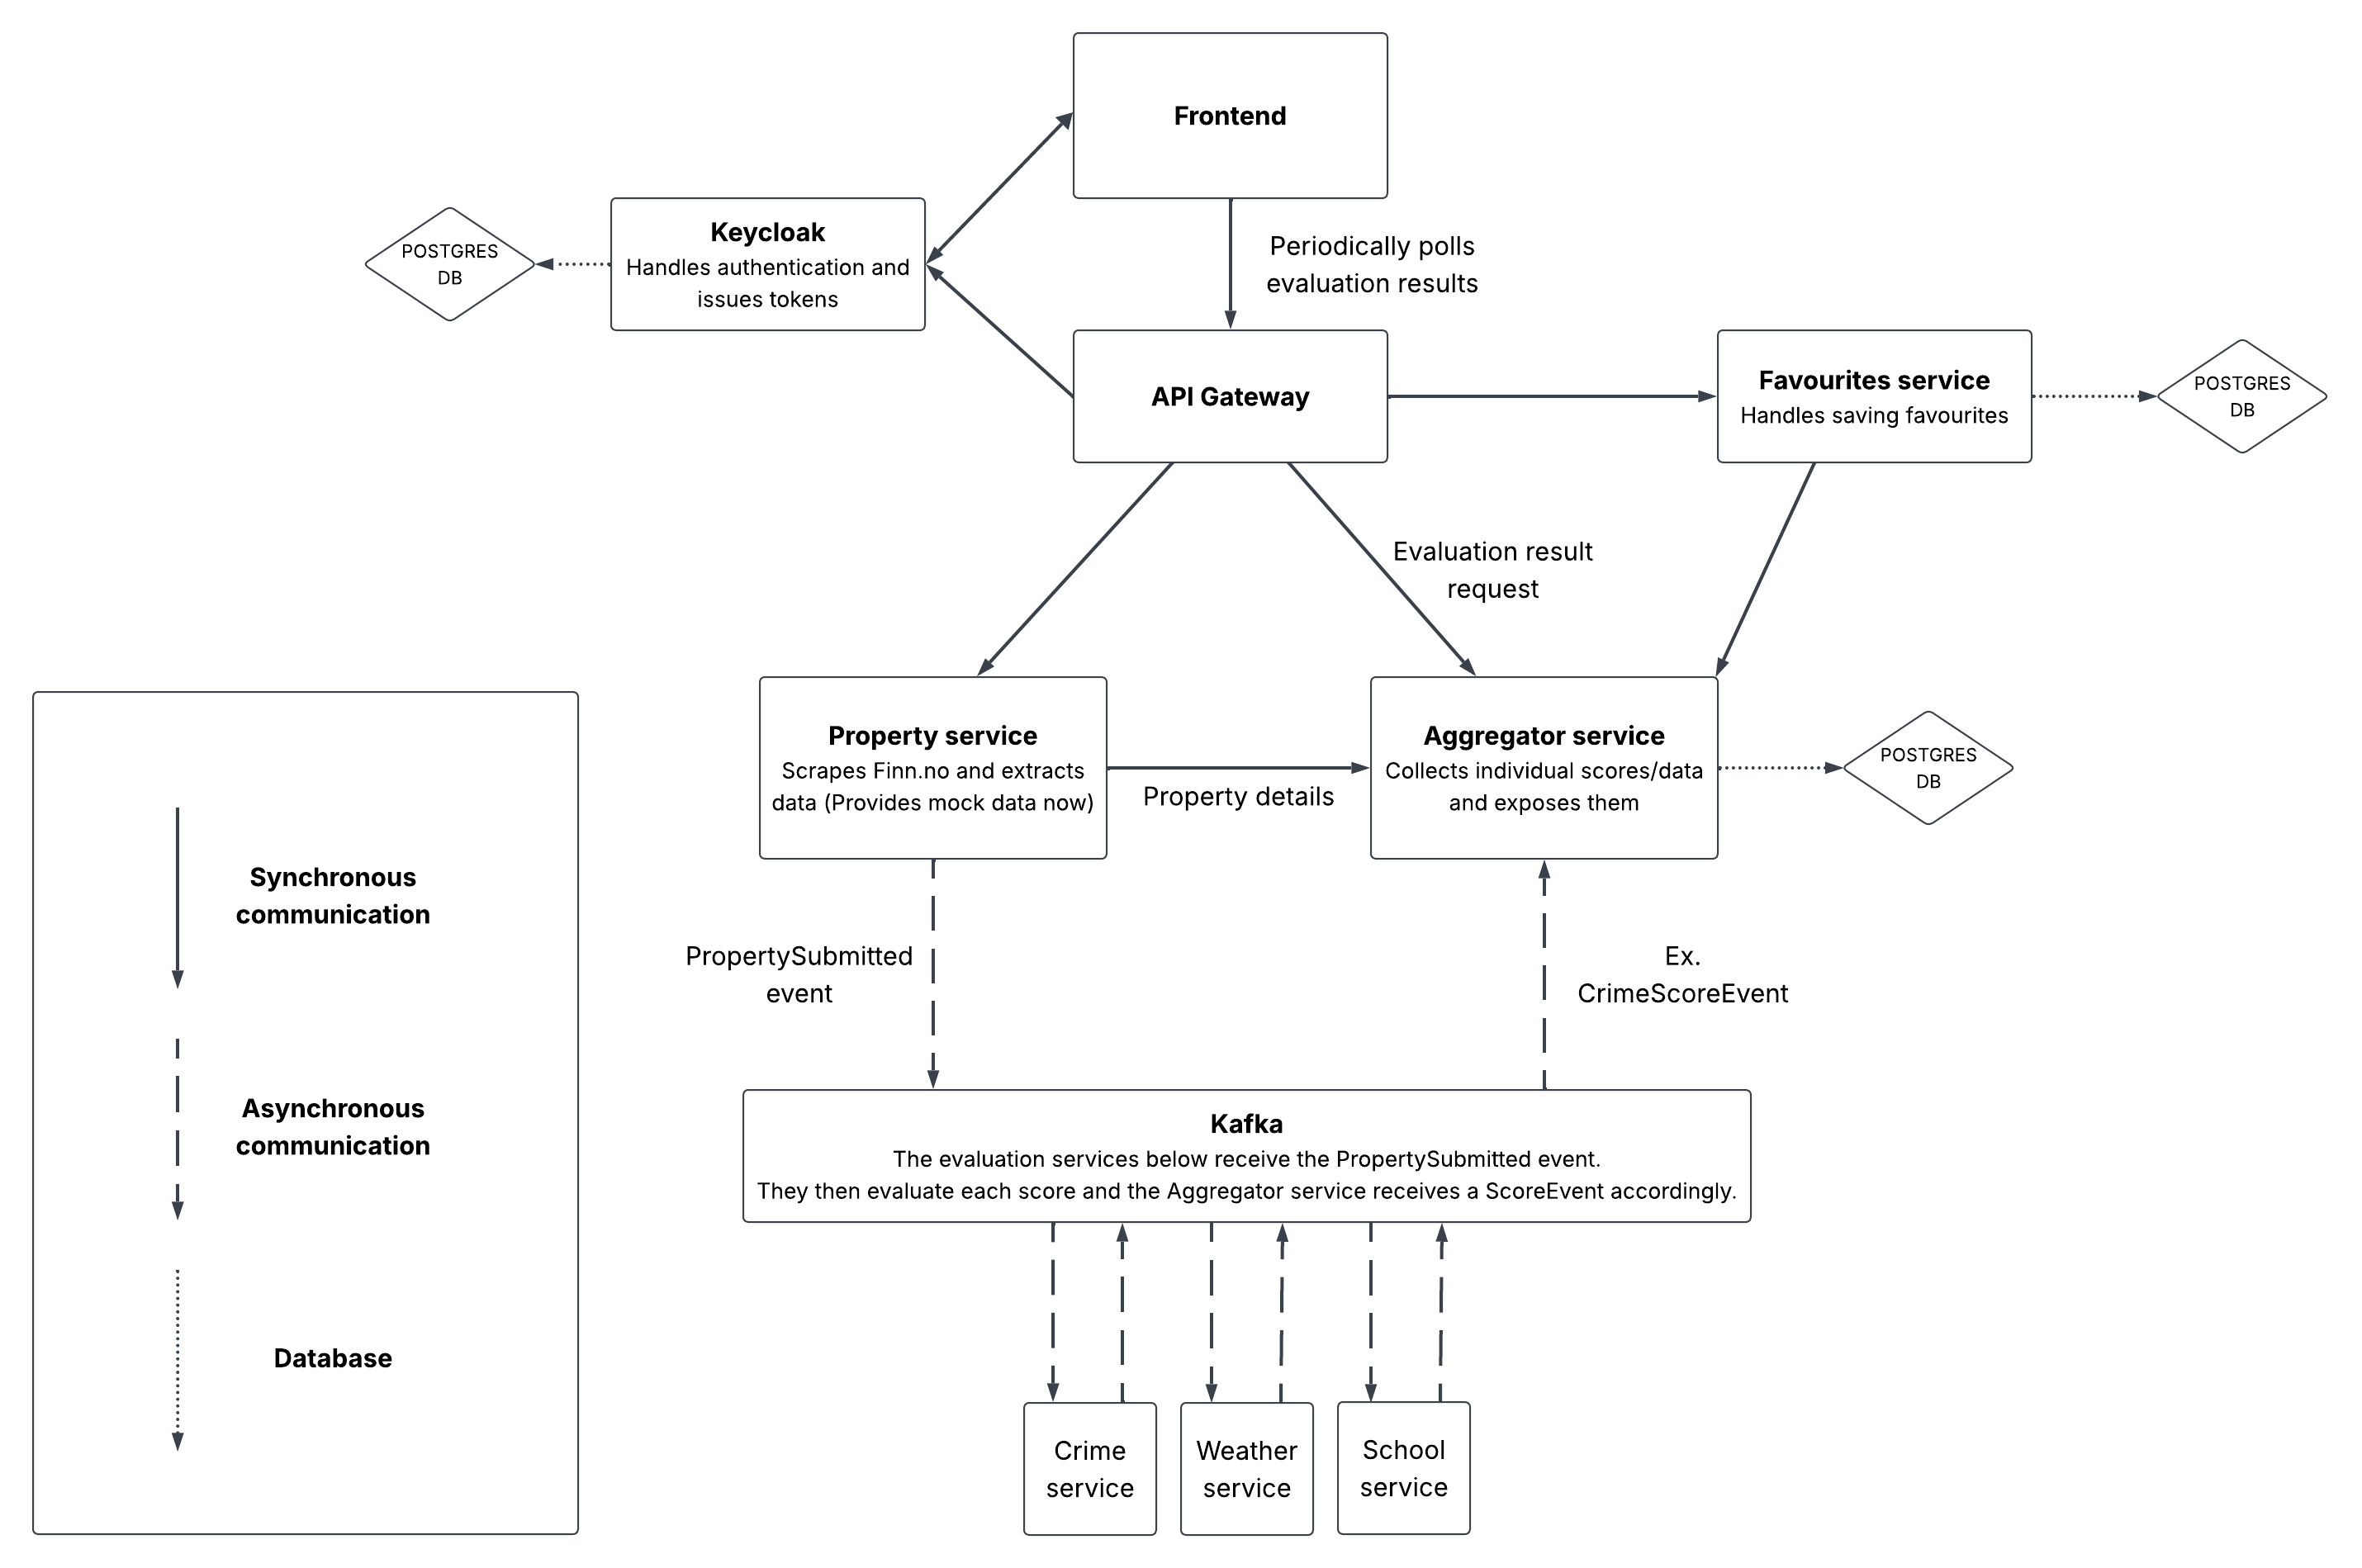 Frontend
Keycloak
Handles authentication and
issues tokens
POSTGRES
DB
Periodically polls
evaluation results
API Gateway
Favourites service
Handles saving favourites
POSTGRES
DB
Evaluation result
request
Property service
Scrapes Finn.no and extracts
data (Provides mock data now)
Property details
Aggregator service
Collects individual scores/data
and exposes them
POSTGRES
DB
Synchronous
communication
Asynchronous
communication
Database
PropertySubmitted
event
Ex.
CrimeScoreEvent
Kafka
The evaluation services below receive the PropertySubmitted event.
They then evaluate each score and the Aggregator service receives a ScoreEvent accordingly.
Crime
service
Weather
service
School
service